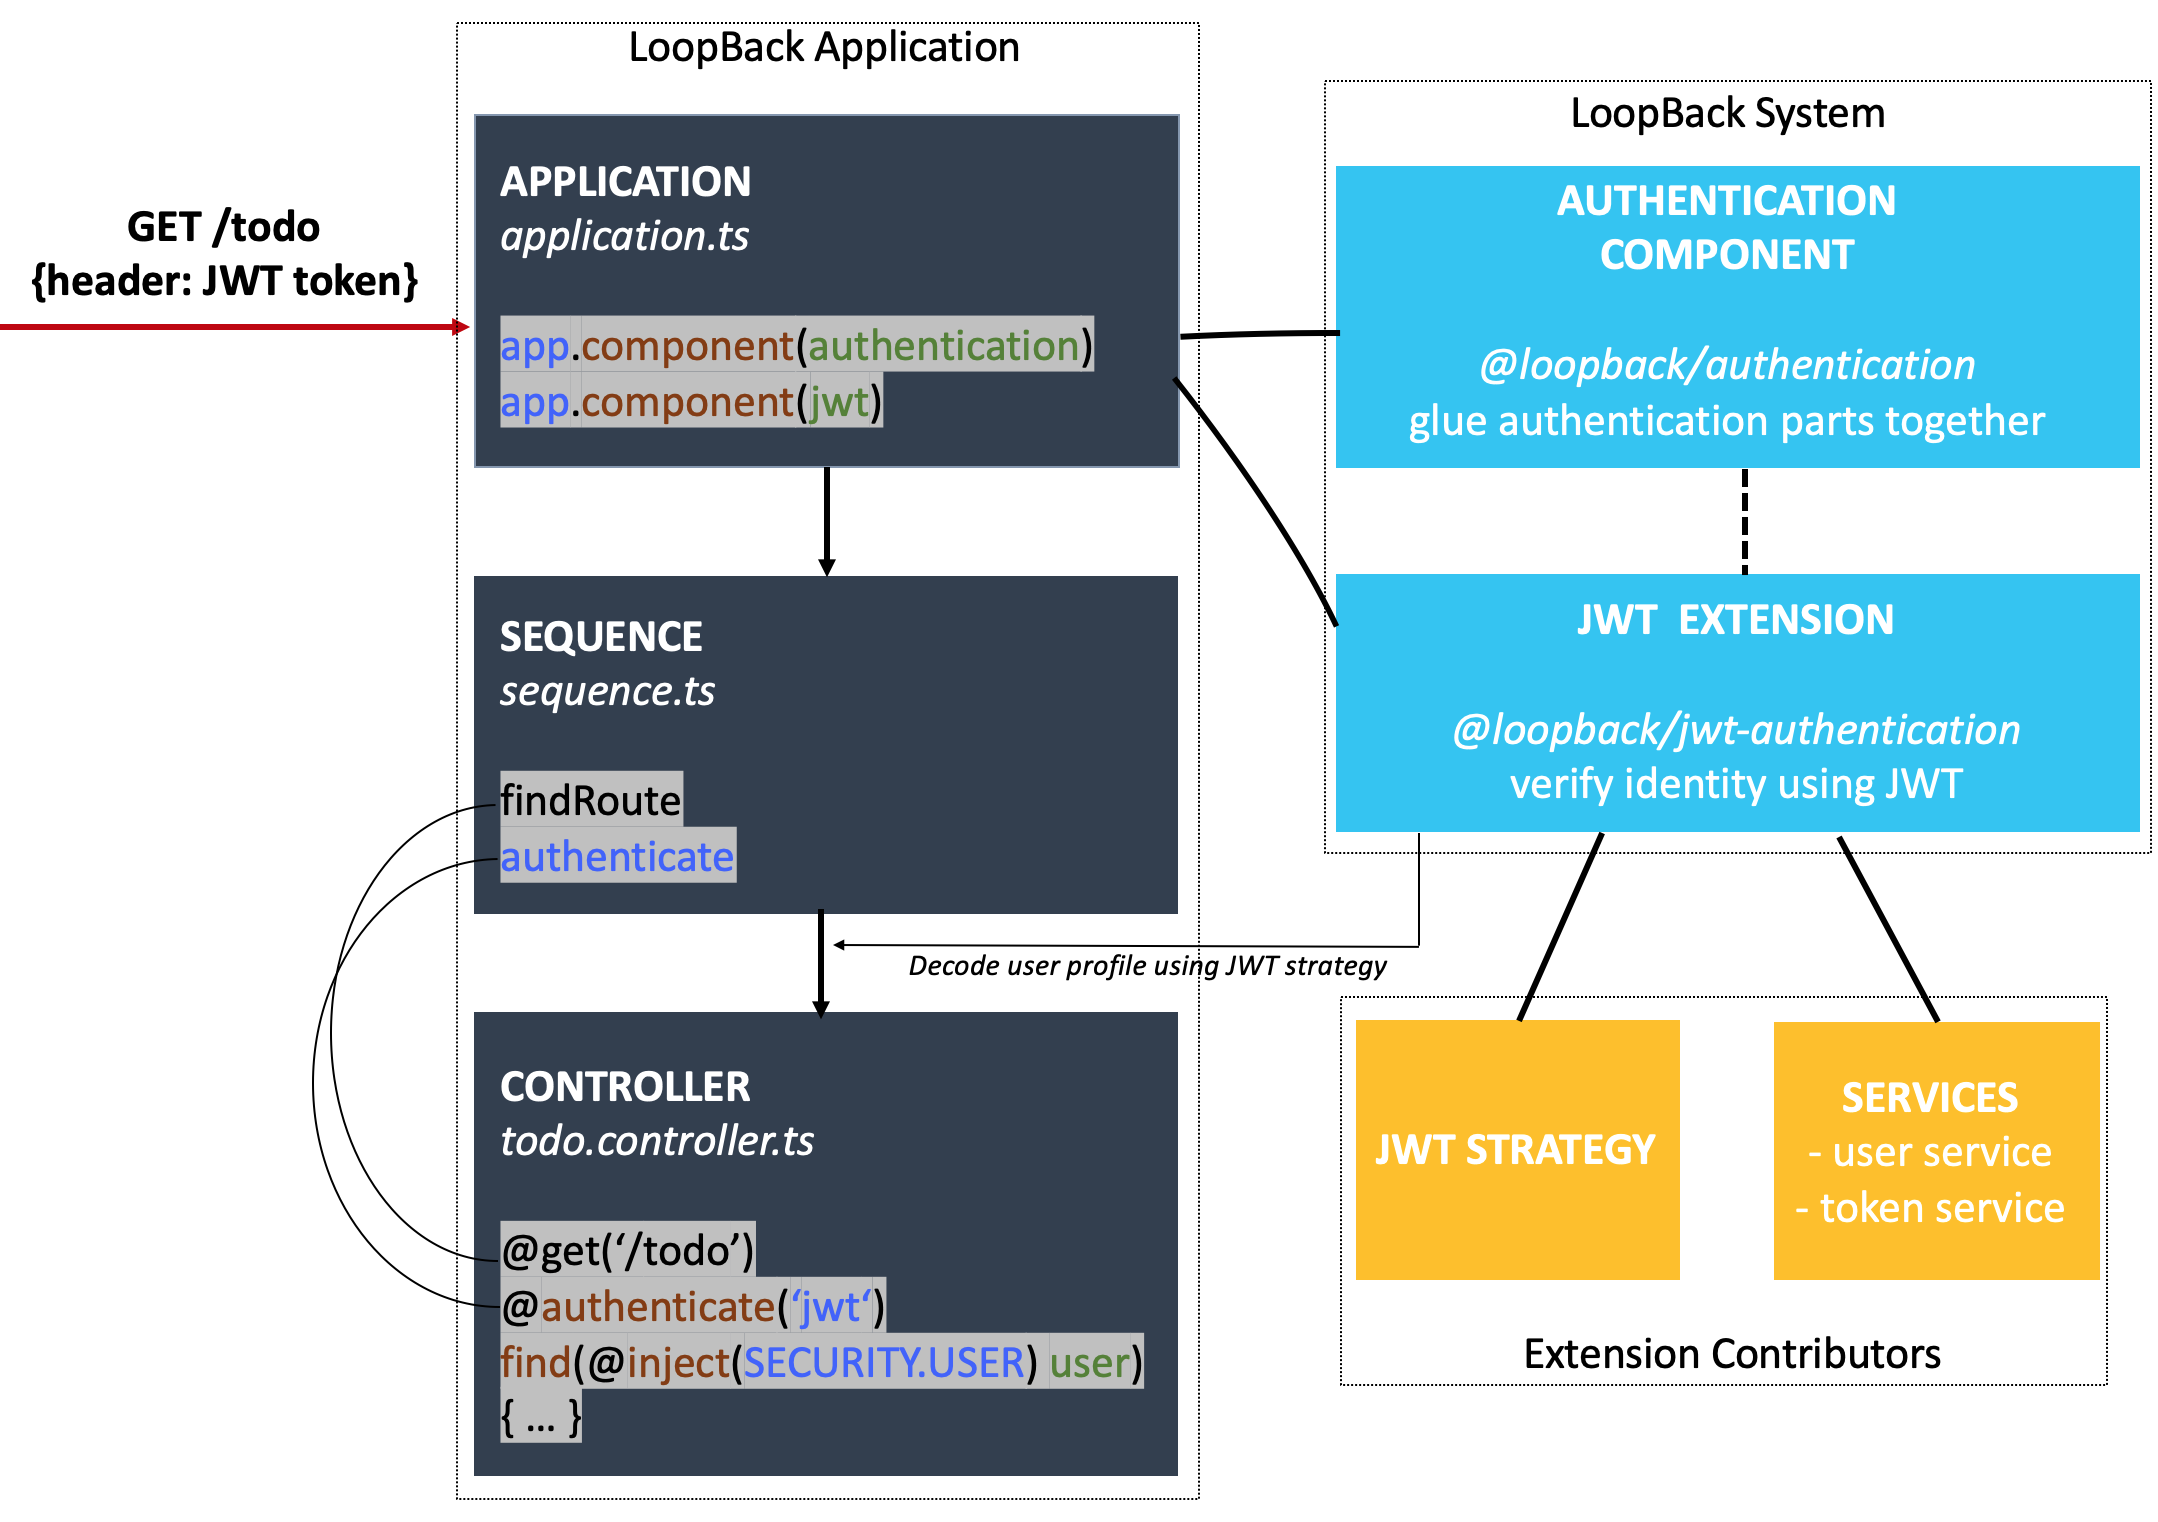 LoopBack Application
GET /todo
{header: JWT token}
APPLICATION
application.ts
app.component(authentication)
app.component(jwt)
SEQUENCE
sequence.ts
findRoute
authenticate
Decode user profile using JWT strategy
CONTROLLER
todo.controller.ts
@get(‘/todo’)
@authenticate(‘jwt‘)
find(@inject(SECURITY.USER) user)
{ ... }
LoopBack System
AUTHENTICATION
COMPONENT
@loopback/authentication
glue authentication parts together
JWT EXTENSION
@loopback/jwt-authentication
verify identity using JWT
JWT STRATEGY
SERVICES
- user service
- token service
Extension Contributors